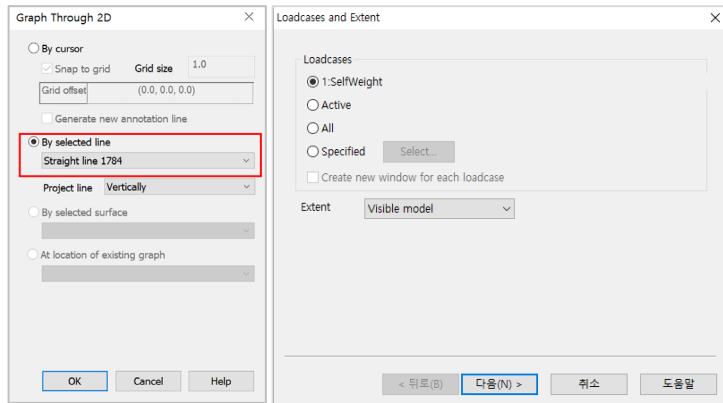 Graph Through 2D
By cursor
Snap to grid Grid size 1.0
Grid offset (0.0, 0.0, 0.0)
Generate new annotation line
By selected line
Straight line 1784
Project line Vertically
By selected surface
At location of existing graph
OK Cancel Help
Loadcases and Extent
Loadcases
1:SelfWeight
Active
All
Specified Select...
Create new window for each loadcase
Extent Visible model
< 뒤로(B) 다음(N) > 취소 도움말